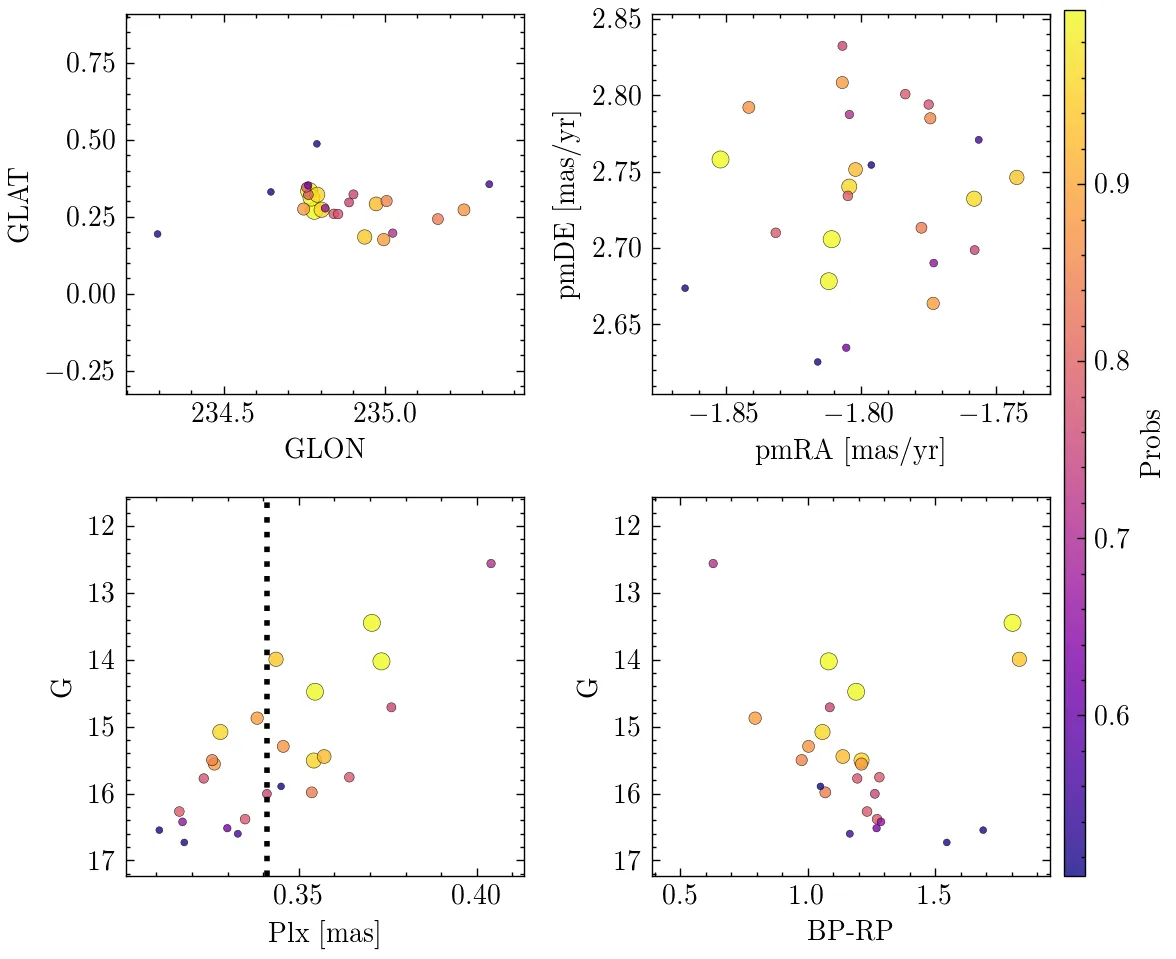 0.75
0.50
0.25
0.00
−0.25
GLAT
234.5 235.0
GLON
2.85
2.80
2.75
2.70
2.65
pmDE [mas/yr]
−1.85 −1.80 −1.75
pmRA [mas/yr]
0.9
0.8
0.7
0.6
Probs
12
13
14
15
16
17
G
0.35 0.40
Plx [mas]
12
13
14
15
16
17
G
0.5 1.0 1.5
BP-RP